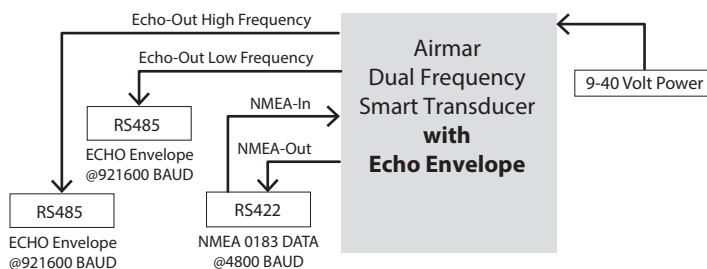 Echo-Out High Frequency
Echo-Out Low Frequency
NMEA-In
NMEA-Out
Airmar
Dual Frequency
Smart Transducer
with
Echo Envelope
9-40 Volt Power
RS485
ECHO Envelope
@921600 BAUD
RS485
ECHO Envelope
@921600 BAUD
RS422
NMEA 0183 DATA
@4800 BAUD